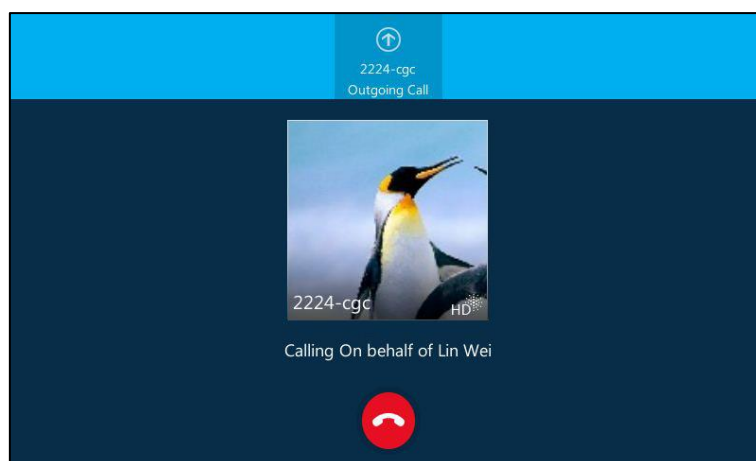 2224-cgc
Outgoing Call
2224-cgc
HD
Calling On behalf of Lin Wei